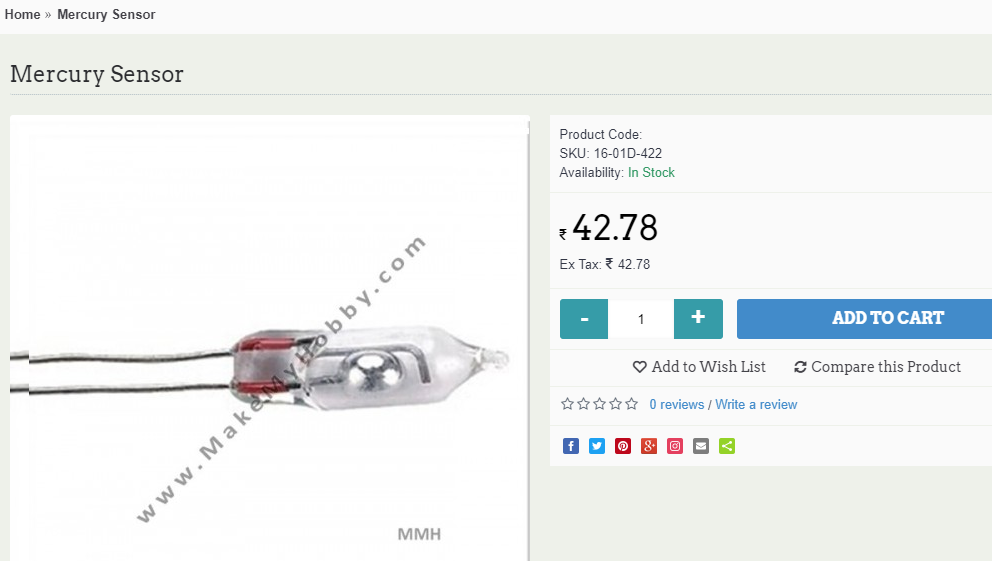 Home » Mercury Sensor
Mercury Sensor
www.MakeMyHobby.com
MMH
Product Code:
SKU: 16-01D-422
Availability: In Stock
₹ 42.78
Ex Tax: ₹ 42.78
- 1 + ADD TO CART
Add to Wish List Compare this Product
0 reviews / Write a review